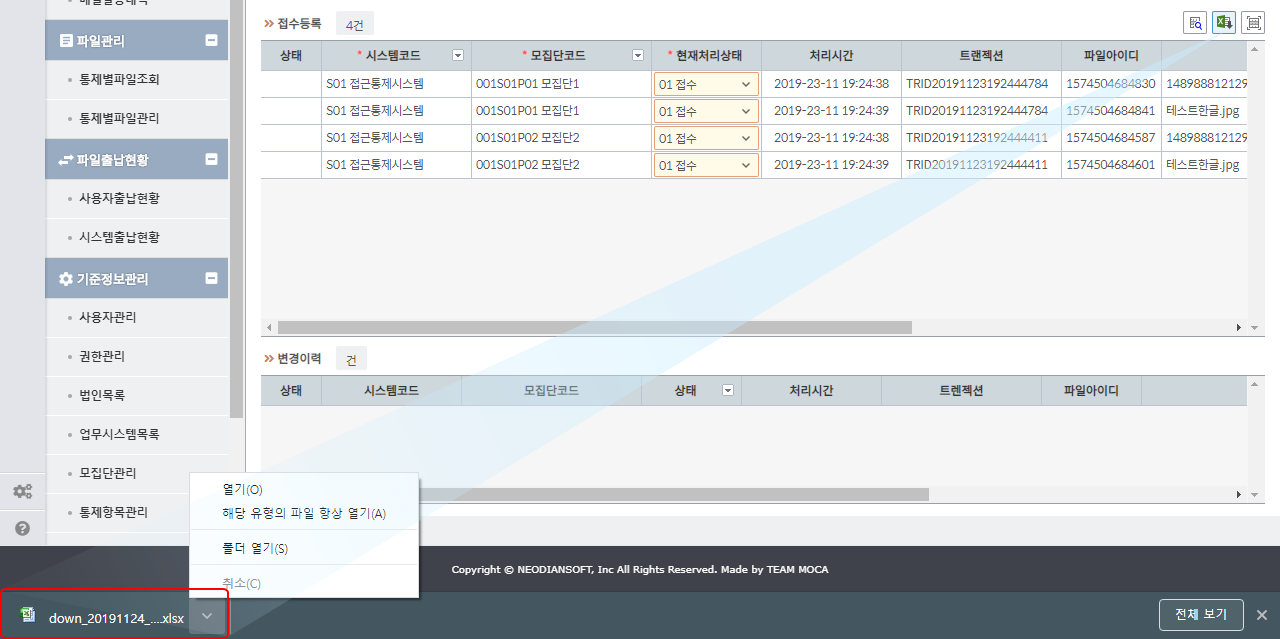 파일관리
통제별파일조회
통제별파일관리
파일출납현황
사용자출납현황
시스템출납현황
기준정보관리
사용자관리
권한관리
법인목록
업무시스템목록
모집단관리
통제항목관리
접수등록 4건
상태 * 시스템코드 * 모집단코드 * 현재처리상태 처리시간 트랜젝션 파일아이디
S01 접근통제시스템 001S01P01 모집단1 01 접수 2019-23-11 19:24:38 TRID20191123192444784 1574504684830 148988812129
S01 접근통제시스템 001S01P01 모집단1 01 접수 2019-23-11 19:24:39 TRID20191123192444784 1574504684841 테스트한글.jpg
S01 접근통제시스템 001S01P02 모집단2 01 접수 2019-23-11 19:24:38 TRID20191123192444411 1574504684587 148988812129
S01 접근통제시스템 001S01P02 모집단2 01 접수 2019-23-11 19:24:39 TRID20191123192444411 1574504684601 테스트한글.jpg
변경이력 건
상태 시스템코드 모집단코드 상태 처리시간 트렌젝션 파일아이디
열기(O)
해당 유형의 파일 항상 열기(A)
폴더 열기(S)
취소(C)
Copyright © NEODIANSOFT, Inc All Rights Reserved. Made by TEAM MOCA
down_20191124_....xlsx
전체 보기